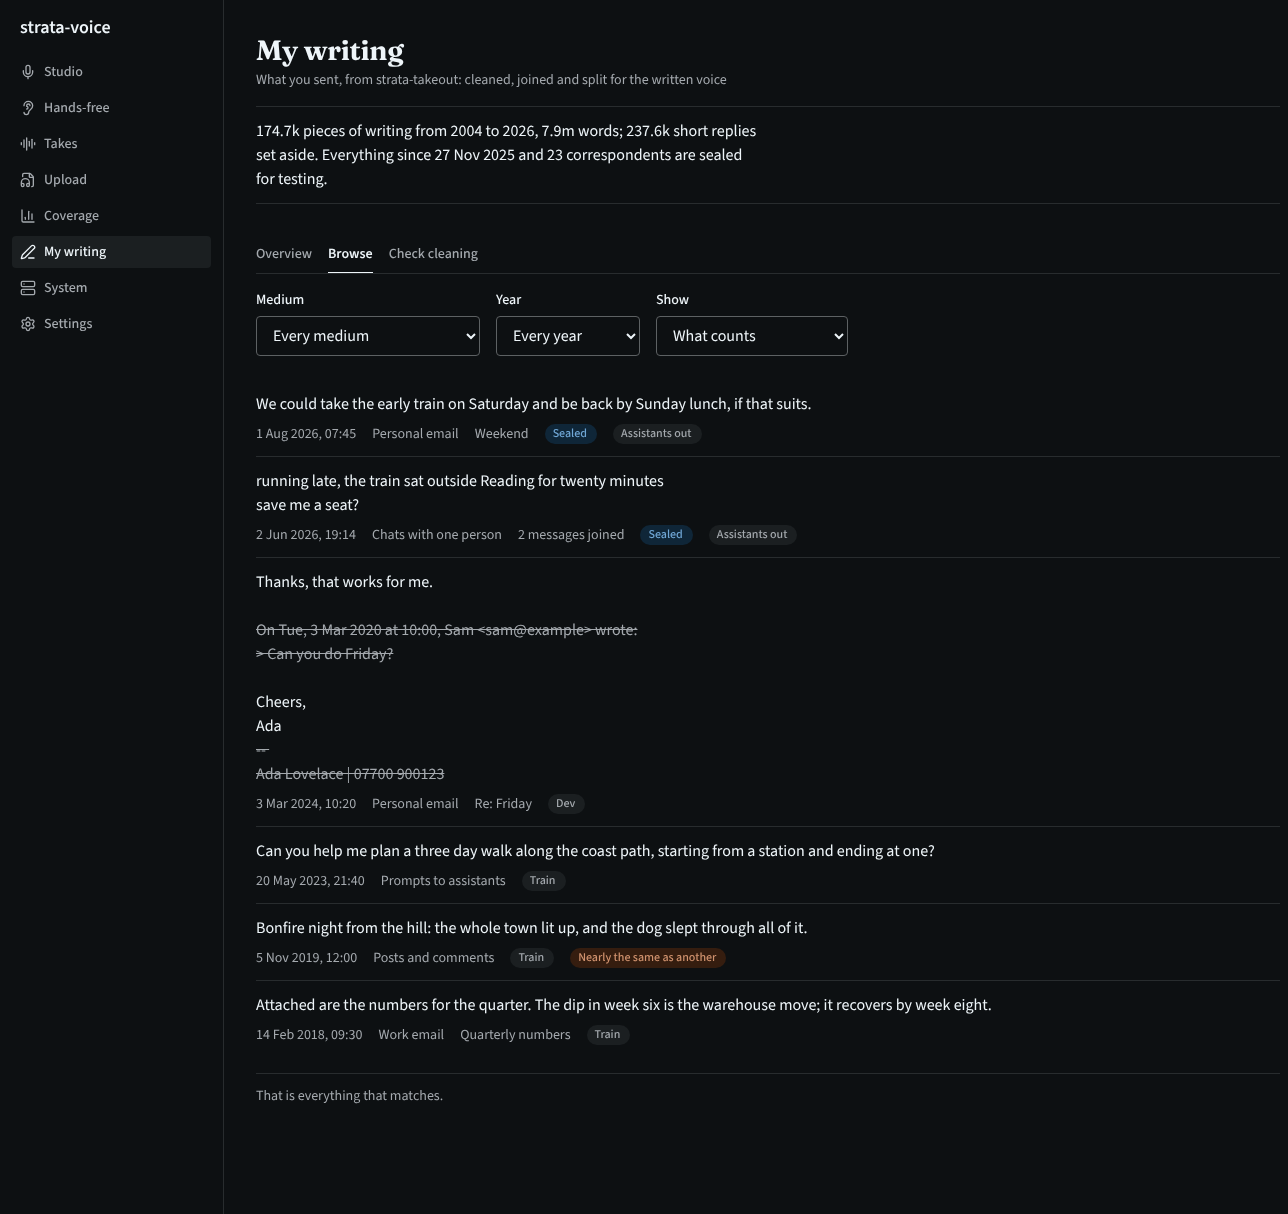 strata-voice
Studio
Hands-free
Takes
Upload
Coverage
My writing
System
Settings
My writing
What you sent, from strata-takeout: cleaned, joined and split for the written voice
174.7k pieces of writing from 2004 to 2026, 7.9m words; 237.6k short replies
set aside. Everything since 27 Nov 2025 and 23 correspondents are sealed
for testing.
Overview Browse Check cleaning
Medium Year Show
Every medium Every year What counts
We could take the early train on Saturday and be back by Sunday lunch, if that suits.
1 Aug 2026, 07:45 Personal email Weekend Sealed Assistants out
running late, the train sat outside Reading for twenty minutes
save me a seat?
2 Jun 2026, 19:14 Chats with one person 2 messages joined Sealed Assistants out
Thanks, that works for me.
On Tue, 3 Mar 2020 at 10:00, Sam <sam@example> wrote:
> Can you do Friday?
Cheers,
Ada
--
Ada Lovelace | 07700 900123
3 Mar 2024, 10:20 Personal email Re: Friday Dev
Can you help me plan a three day walk along the coast path, starting from a station and ending at one?
20 May 2023, 21:40 Prompts to assistants Train
Bonfire night from the hill: the whole town lit up, and the dog slept through all of it.
5 Nov 2019, 12:00 Posts and comments Train Nearly the same as another
Attached are the numbers for the quarter. The dip in week six is the warehouse move; it recovers by week eight.
14 Feb 2018, 09:30 Work email Quarterly numbers Train
That is everything that matches.